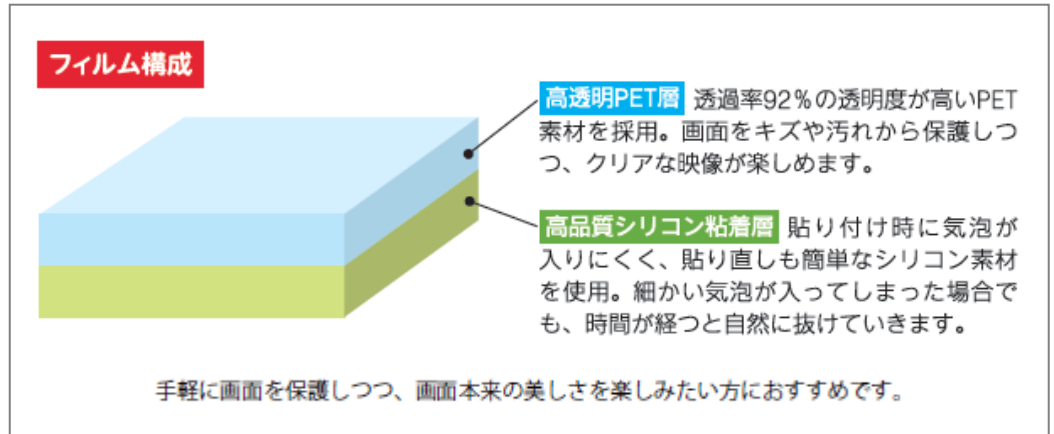 フィルム構成
高透明PET層 透過率92%の透明度が高いPET
素材を採用。画面をキズや汚れから保護しつ
つ、クリアな映像が楽しめます。
高品質シリコン粘着層 貼り付け時に気泡が
入りにくく、貼り直しも簡単なシリコン素材
を使用。細かい気泡が入ってしまった場合で
も、時間が経つと自然に抜けていきます。
手軽に画面を保護しつつ、画面本来の美しさを楽しみたい方におすすめです。